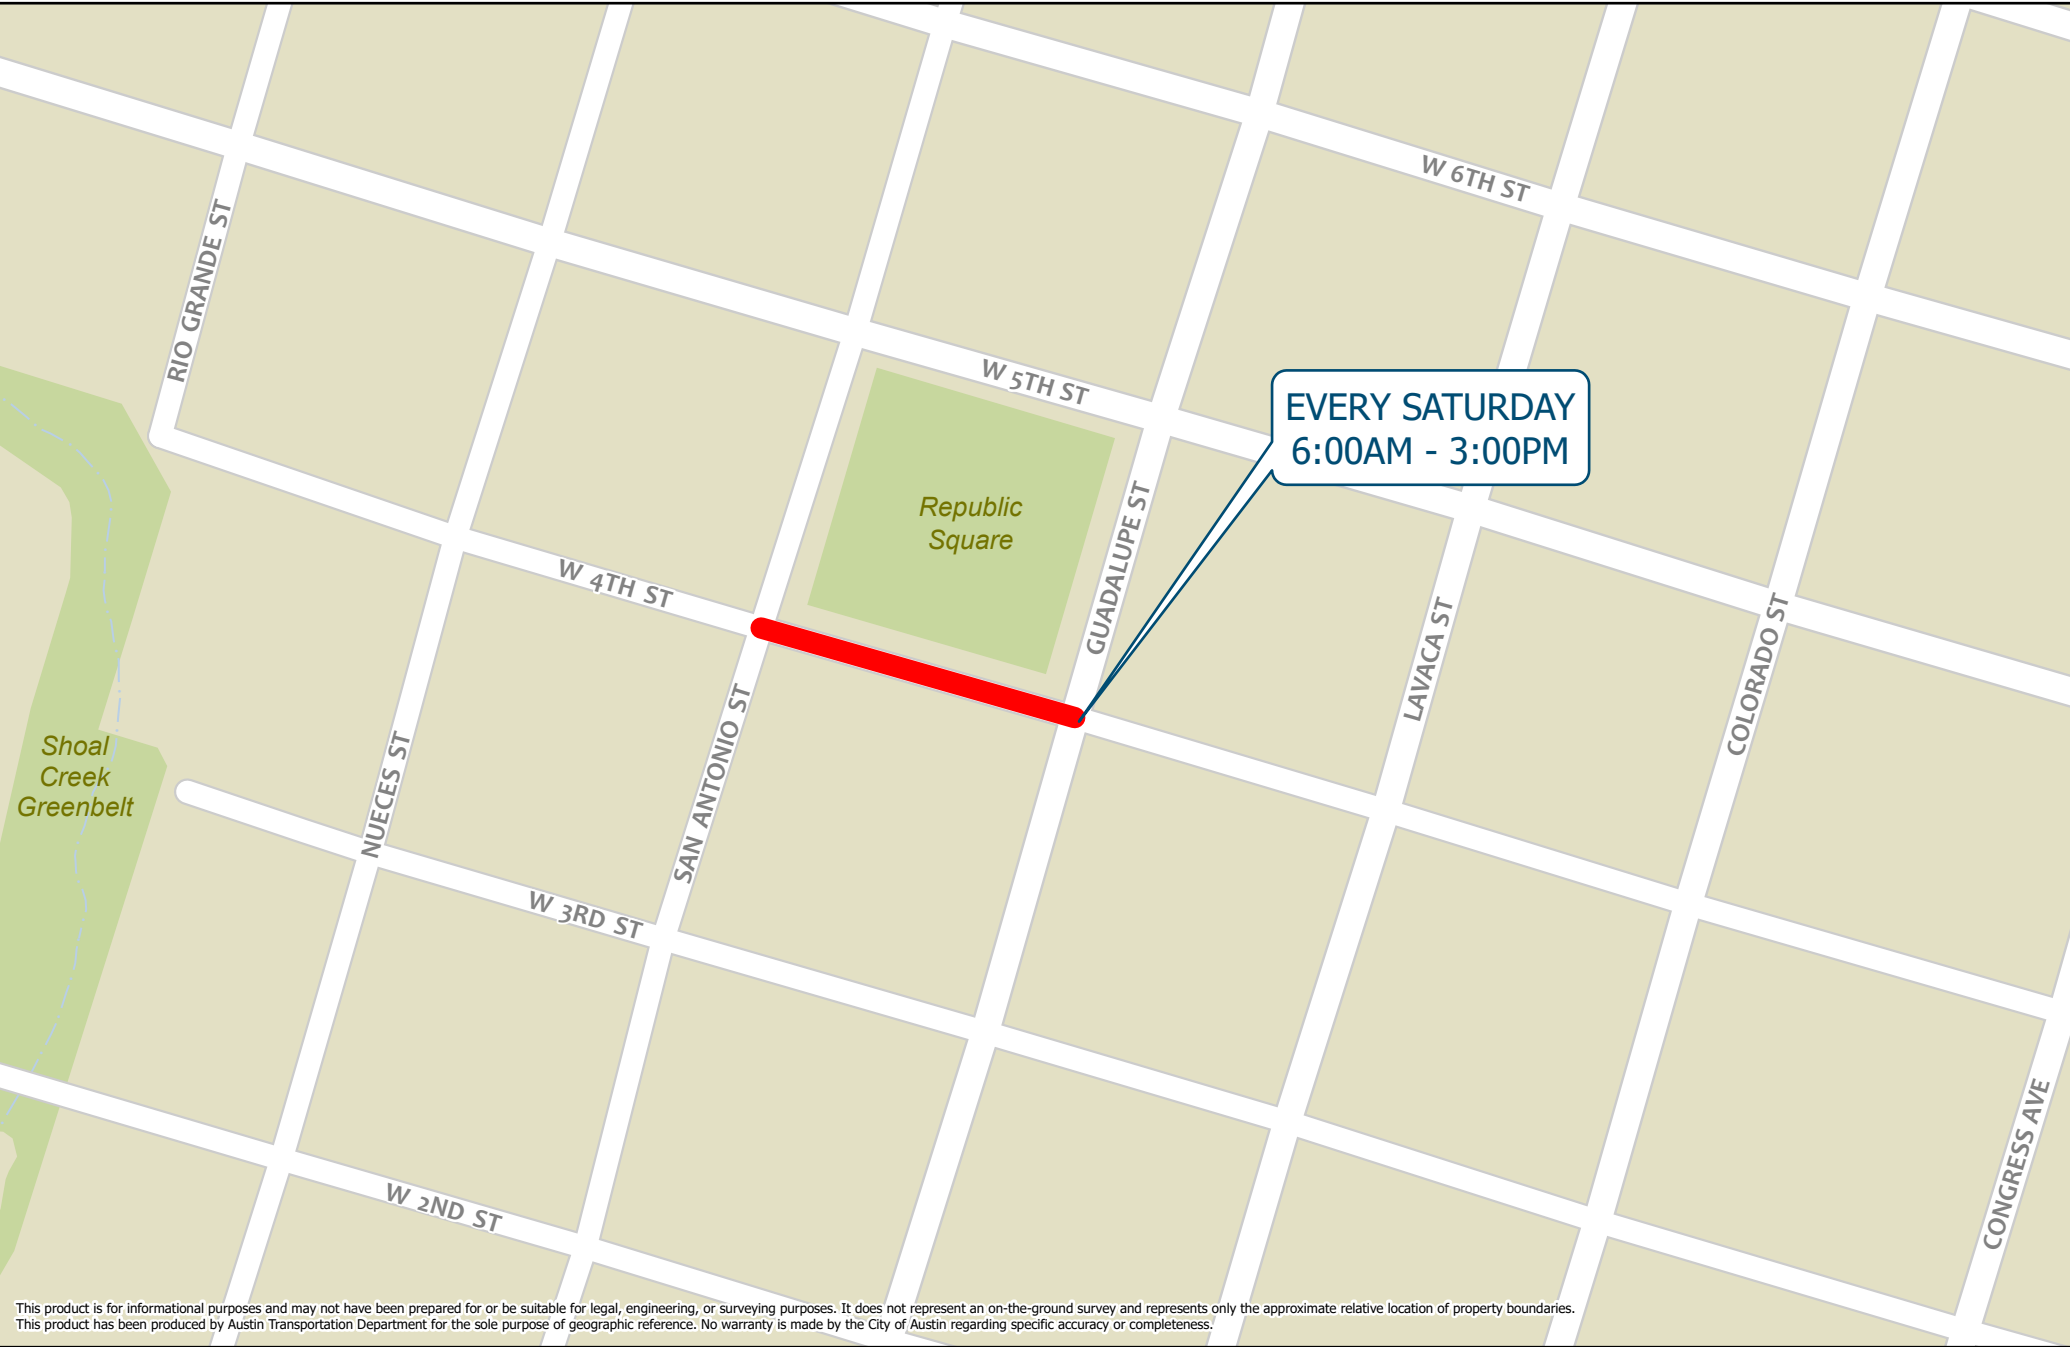 W 6TH ST
RIO GRANDE ST
W 5TH ST
EVERY SATURDAY
6:00AM - 3:00PM
Republic
Square
GUADALUPE ST
W 4TH ST
LAVACA ST
COLORADO ST
SAN ANTONIO ST
NUECES ST
Shoal
Creek
Greenbelt
W 3RD ST
CONGRESS AVE
W 2ND ST
This product is for informational purposes and may not have been prepared for or be suitable for legal, engineering, or surveying purposes. It does not represent an on-the-ground survey and represents only the approximate relative location of property boundaries.
This product has been produced by Austin Transportation Department for the sole purpose of geographic reference. No warranty is made by the City of Austin regarding specific accuracy or completeness.